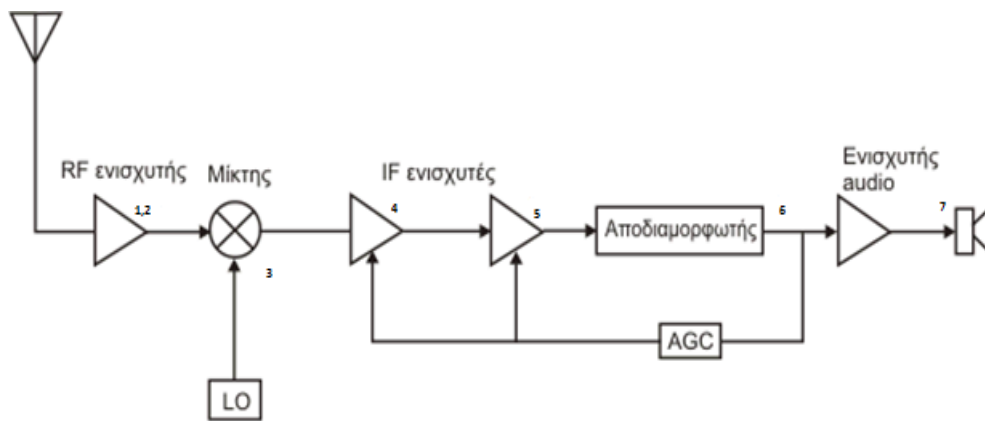 RF ενισχυτής
Μίκτης
IF ενισχυτές
Ενισχυτής
audio
1,2
3
4
5
Αποδιαμορφωτής
6
7
AGC
LO